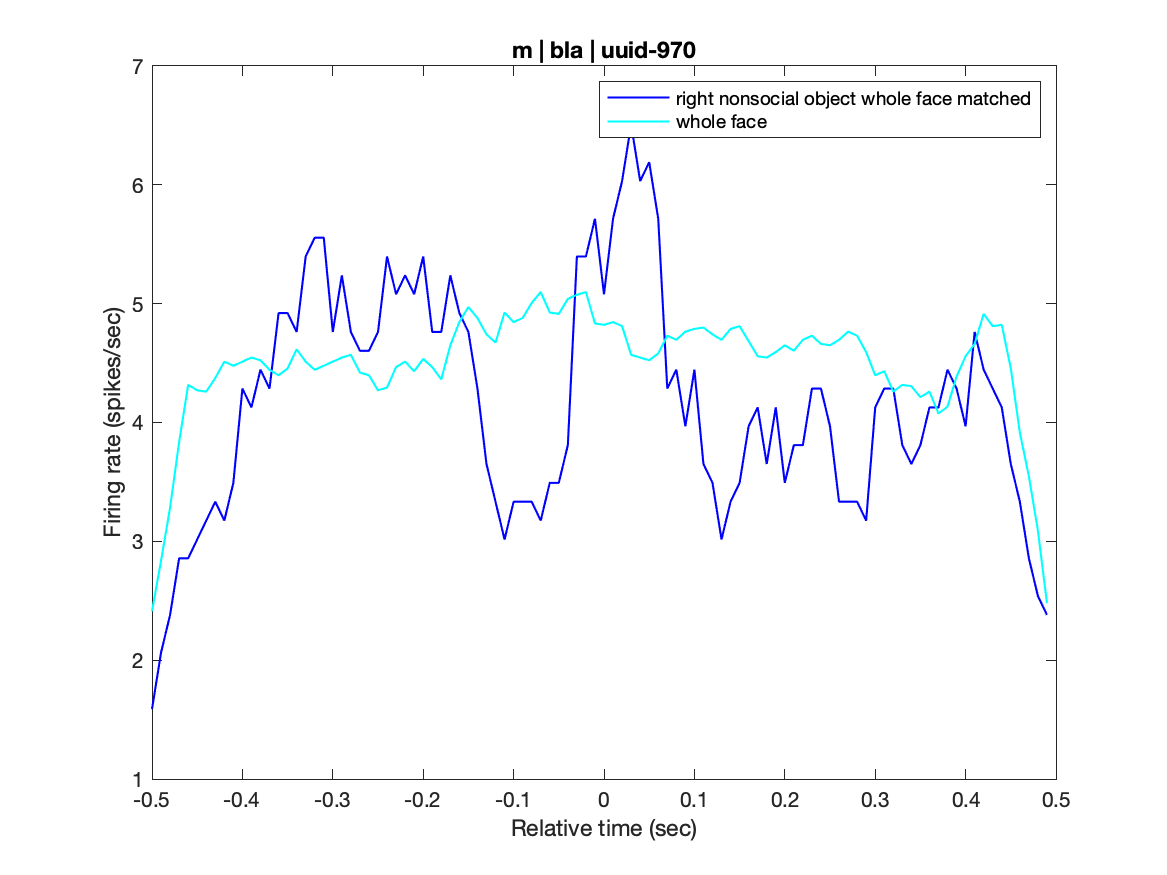 m | bla | uuid-970
7
right nonsocial object whole face matched
whole face
6
5
4
3
2
1
Firing rate (spikes/sec)
-0.5 -0.4 -0.3 -0.2 -0.1 0 0.1 0.2 0.3 0.4 0.5
Relative time (sec)